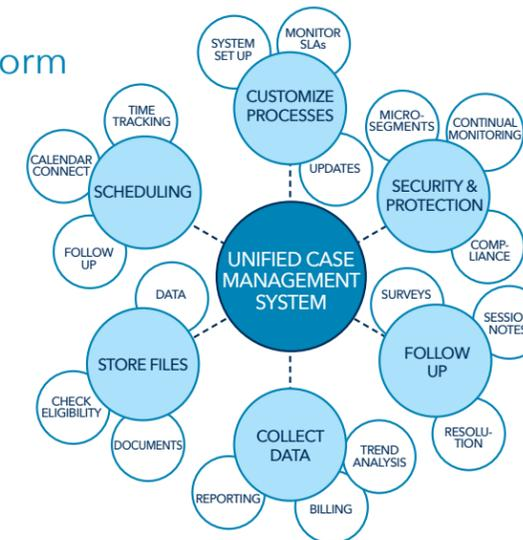 orm
SYSTEM
SET UP
MONITOR
SLAs
CUSTOMIZE
PROCESSES
UPDATES
MICRO-
SEGMENTS
CONTINUAL
MONITORING
SECURITY &
PROTECTION
COMP-
LIANCE
TIME
TRACKING
CALENDAR
CONNECT
SCHEDULING
FOLLOW
UP
UNIFIED CASE
MANAGEMENT
SYSTEM
DATA
STORE FILES
CHECK
ELIGIBILITY
DOCUMENTS
SURVEYS
SESSIO
NOTES
FOLLOW
UP
RESOLU-
TION
COLLECT
DATA
TREND
ANALYSIS
REPORTING
BILLING